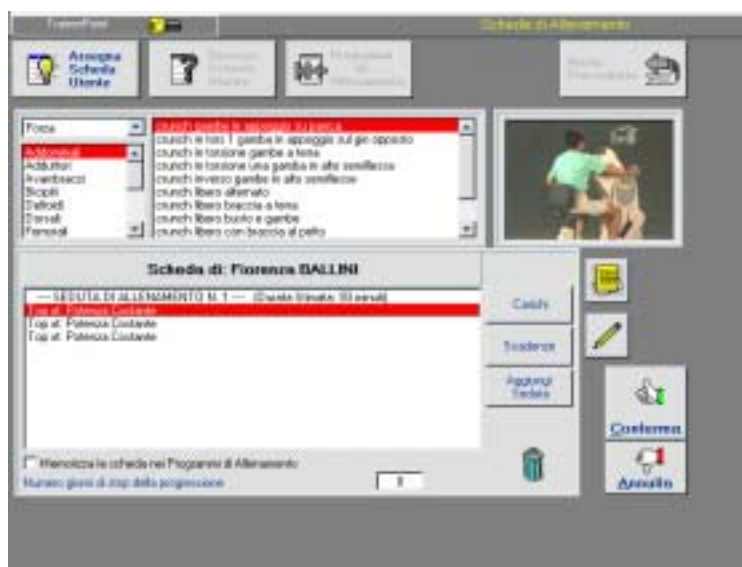 Schede di Allenamento
Assegna
Scheda
Utente
Allenamento
Forza
Addominali
Adduttori
Avambracci
Bicipiti
Deltoidi
Dorsali
Femorali
crunch gambe in appoggio su panca
crunch in tors 1 gamba in appoggio sul gin opposto
crunch in torsione gambe a terra
crunch in torsione una gamba in alto semiflessa
crunch inverso gambe in alto semiflesse
crunch libero alternato
crunch libero braccia a terra
crunch libero busto e gambe
crunch libero con braccia al petto
Scheda di: Fiorenza BALLINI
--- SEDUTA DI ALLENAMENTO N. 1 --- (Durata Stimata: 90 minuti)
Top at: Potenza Costante
Top at: Potenza Costante
Top at: Potenza Costante
Carichi
Scadenze
Aggiungi
Seduta
Conferma
Annulla
Memorizza la scheda nei Programmi di Allenamento
Numero giorni di stop della progressione